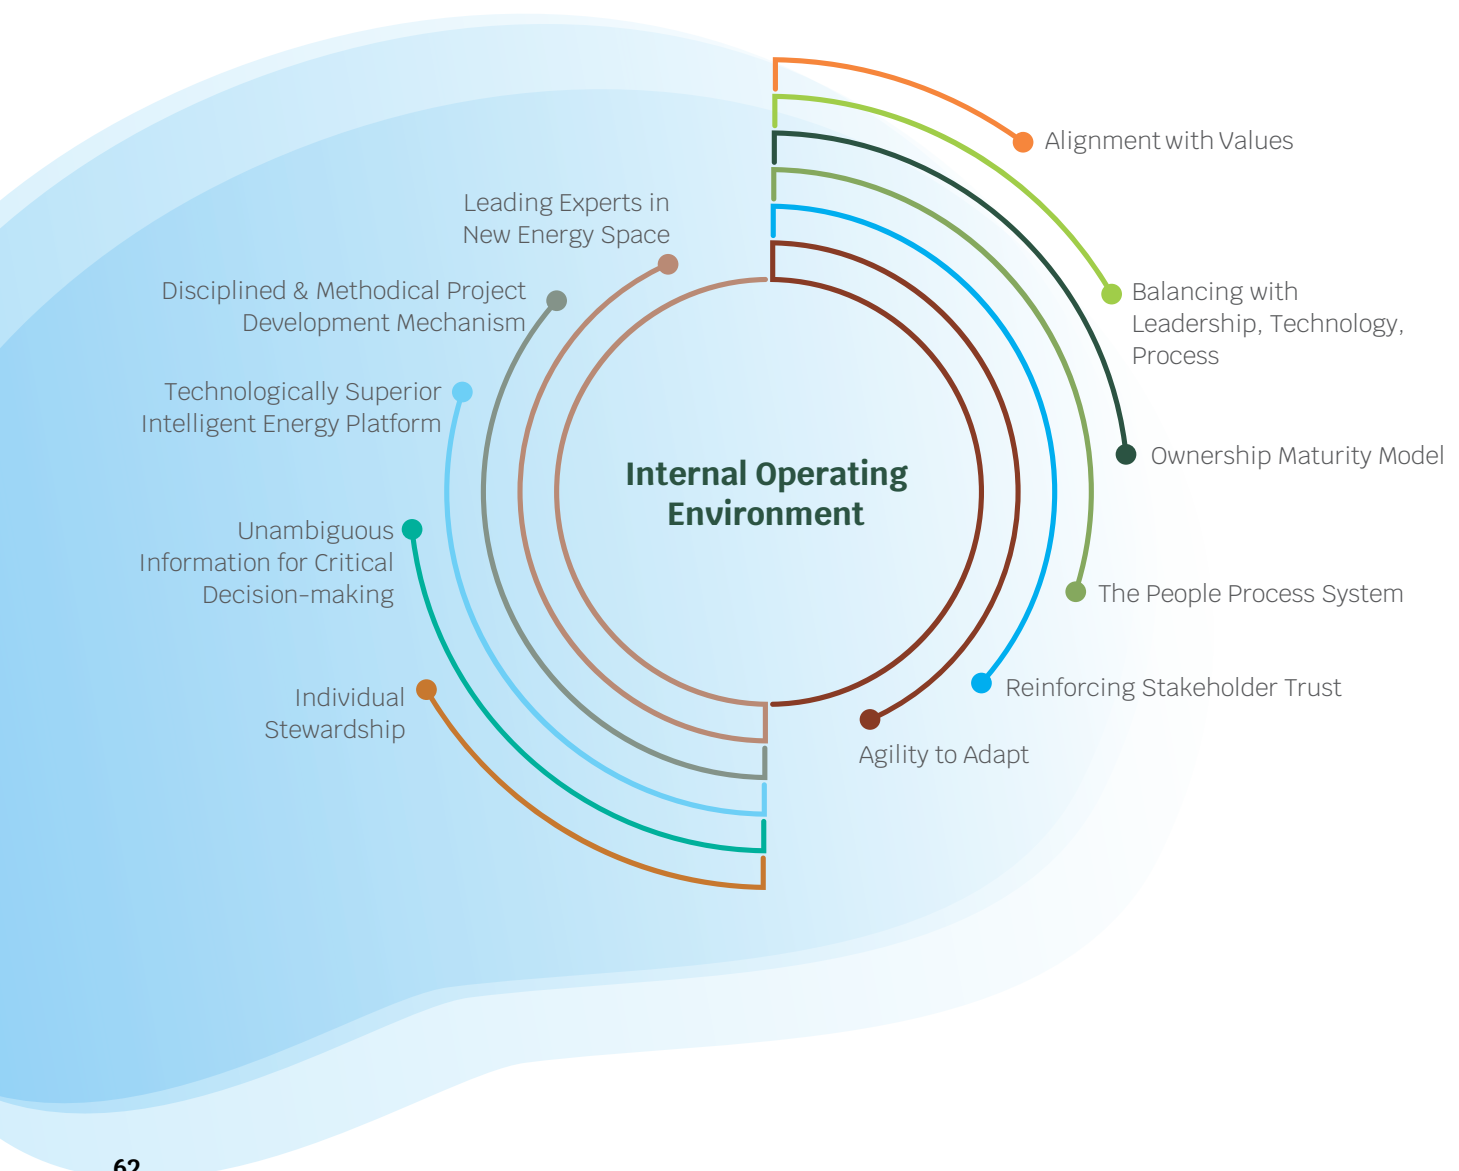 Alignment with Values
Leading Experts in
New Energy Space
Disciplined & Methodical Project
Development Mechanism
Balancing with
Leadership, Technology,
Process
Technologically Superior
Intelligent Energy Platform
Internal Operating
Environment
Ownership Maturity Model
Unambiguous
Information for Critical
Decision-making
The People Process System
Individual
Stewardship
Reinforcing Stakeholder Trust
Agility to Adapt
62